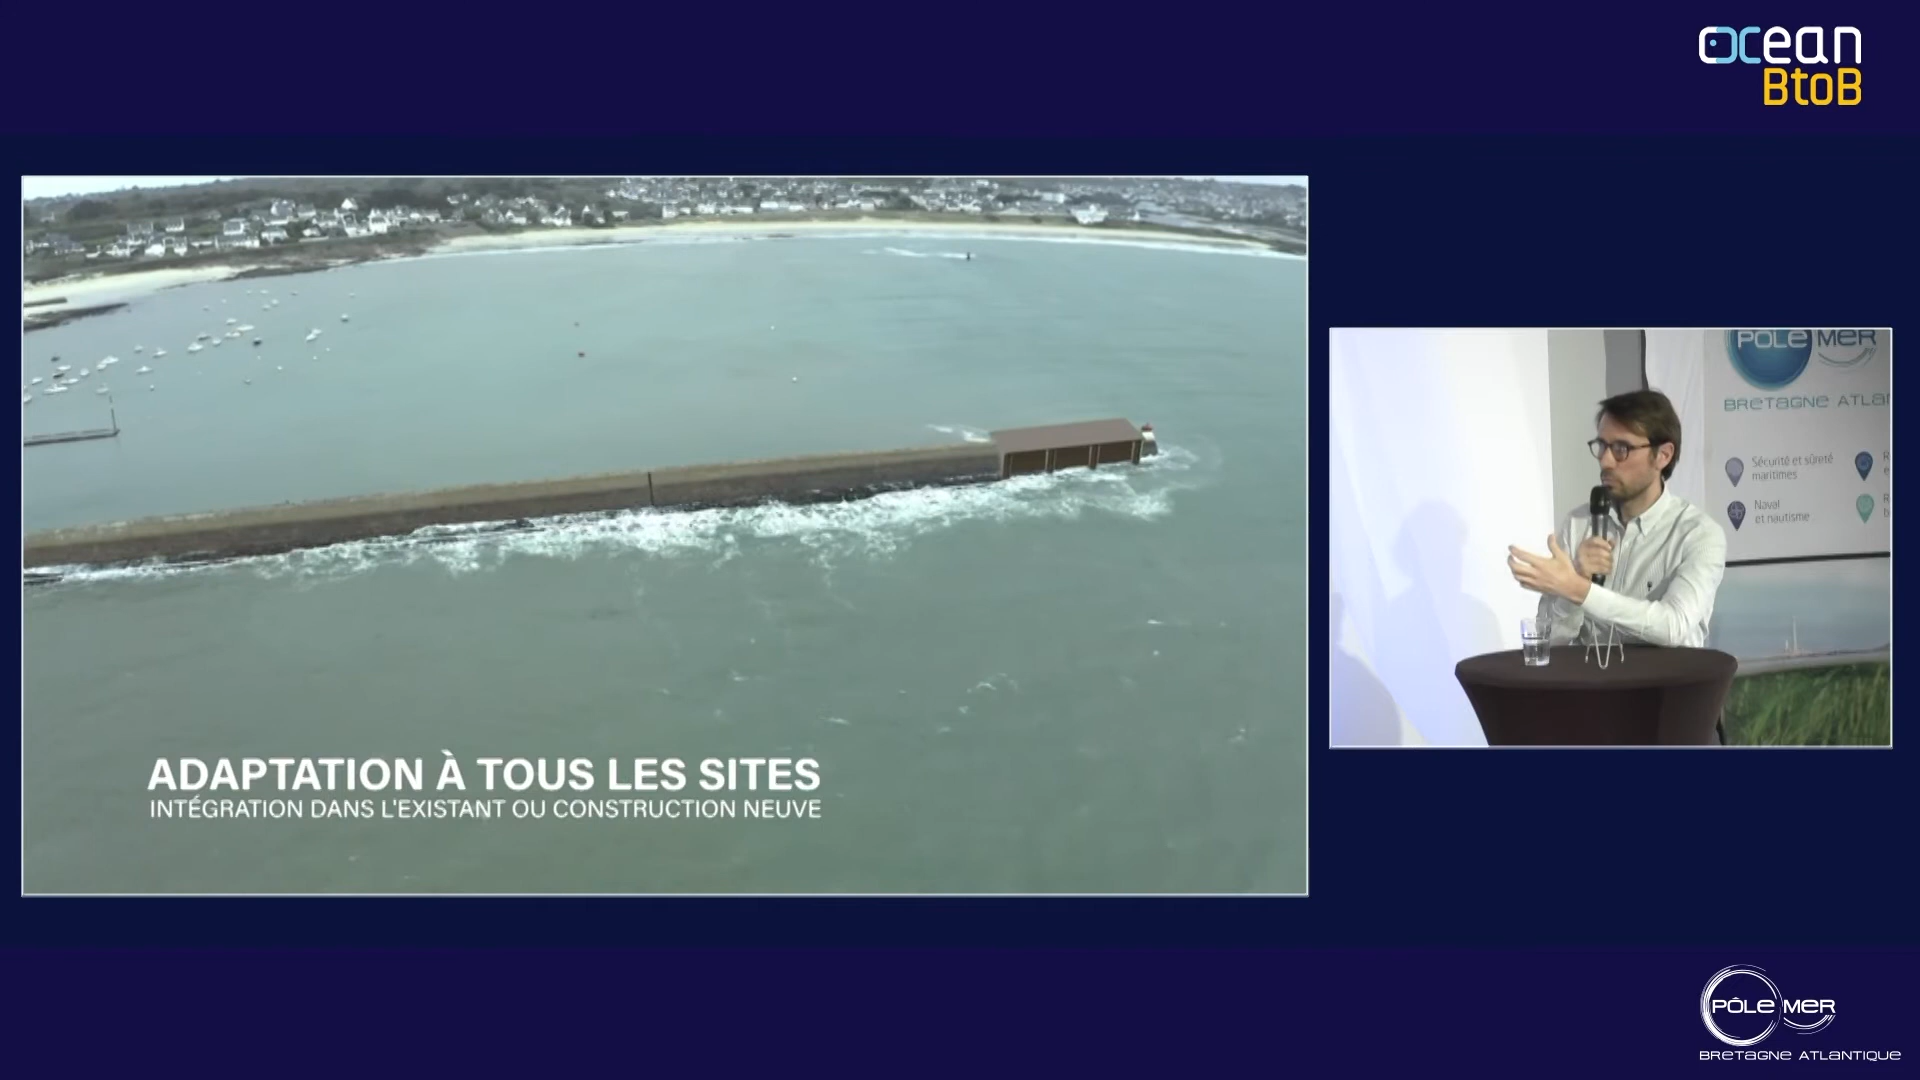 ocean
BtoB
ADAPTATION À TOUS LES SITES
INTÉGRATION DANS L'EXISTANT OU CONSTRUCTION NEUVE
PÔLE MER
BRETAGNE ATLA
Sécurité et sûreté
maritimes
Naval
et nautisme
PÔLE MER
BRETAGNE ATLANTIQUE